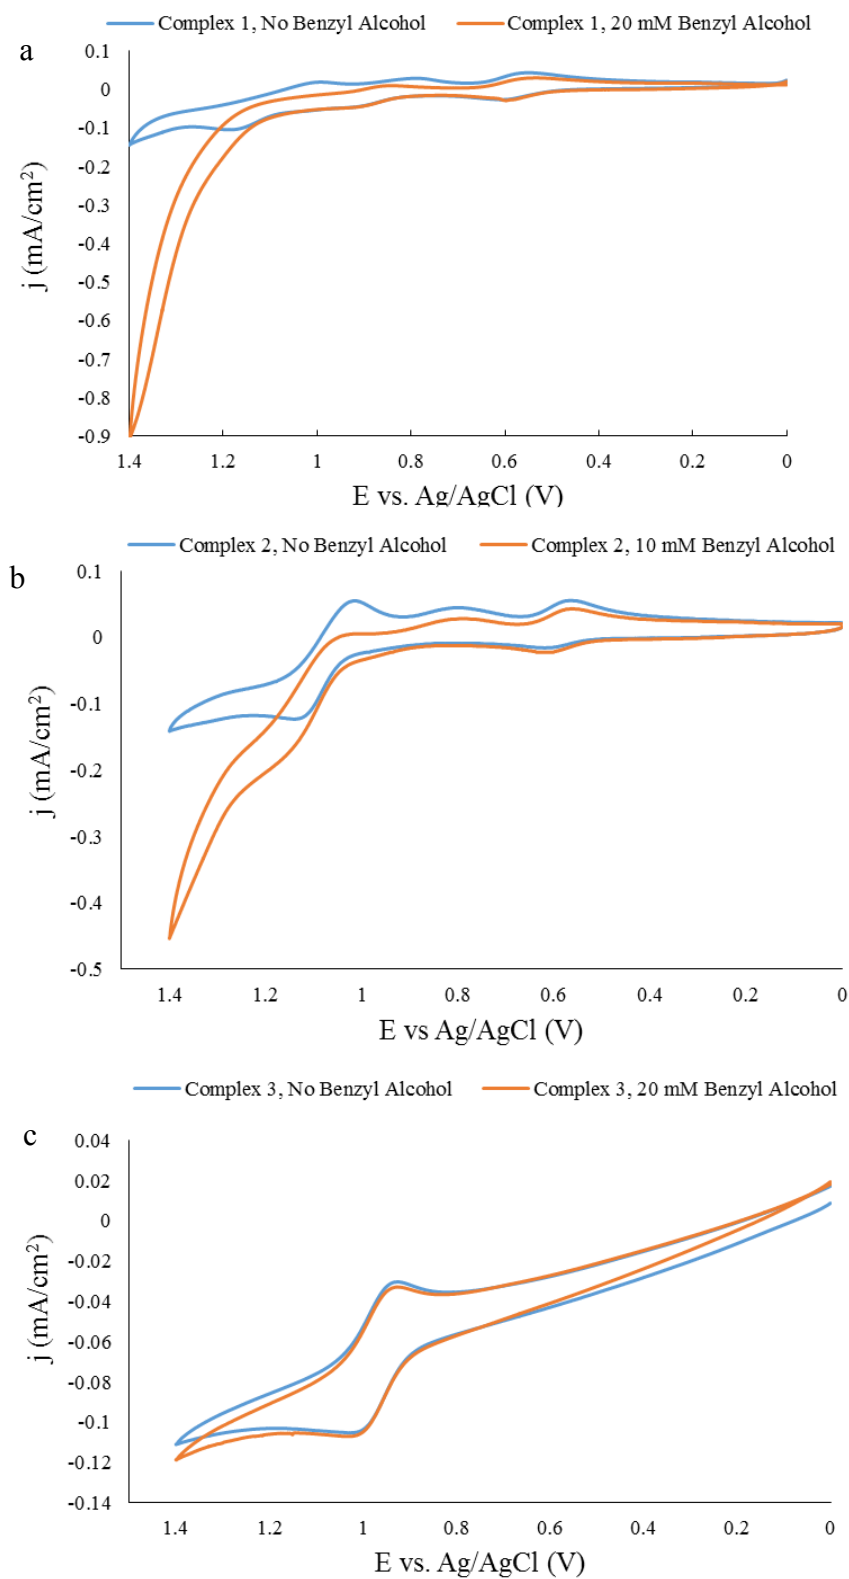 a
Complex 1, No Benzyl Alcohol Complex 1, 20 mM Benzyl Alcohol
0.1
0
-0.1
-0.2
-0.3
-0.4
-0.5
-0.6
-0.7
-0.8
-0.9
j (mA/cm²)
1.4 1.2 1 0.8 0.6 0.4 0.2 0
E vs. Ag/AgCl (V)
b
Complex 2, No Benzyl Alcohol Complex 2, 10 mM Benzyl Alcohol
0.1
0
-0.1
-0.2
-0.3
-0.4
-0.5
j (mA/cm²)
1.4 1.2 1 0.8 0.6 0.4 0.2 0
E vs Ag/AgCl (V)
c
Complex 3, No Benzyl Alcohol Complex 3, 20 mM Benzyl Alcohol
0.04
0.02
0
-0.02
-0.04
-0.06
-0.08
-0.1
-0.12
-0.14
j (mA/cm²)
1.4 1.2 1 0.8 0.6 0.4 0.2 0
E vs. Ag/AgCl (V)